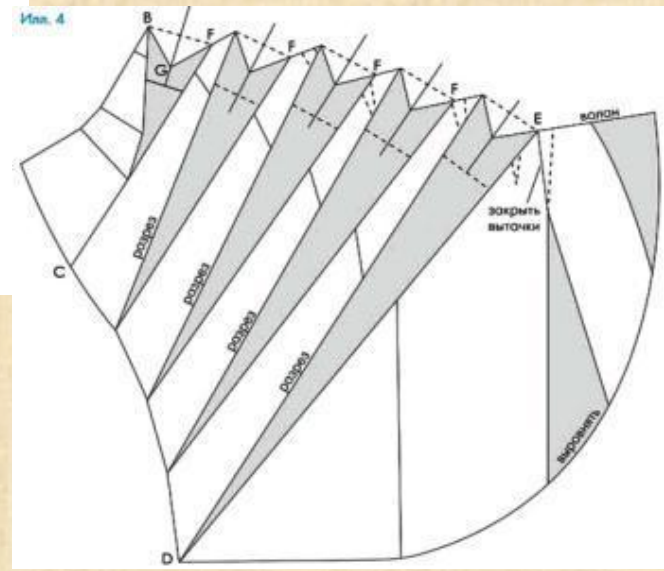 Илл. 4
B
F
F
F
F
G
E
волан
закрыть
выточки
C
разрез
разрез
разрез
разрез
выровнять
D